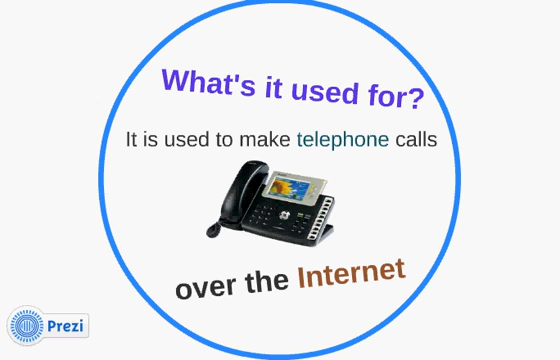 What's it used for?
It is used to make telephone calls
over the Internet
Prezi